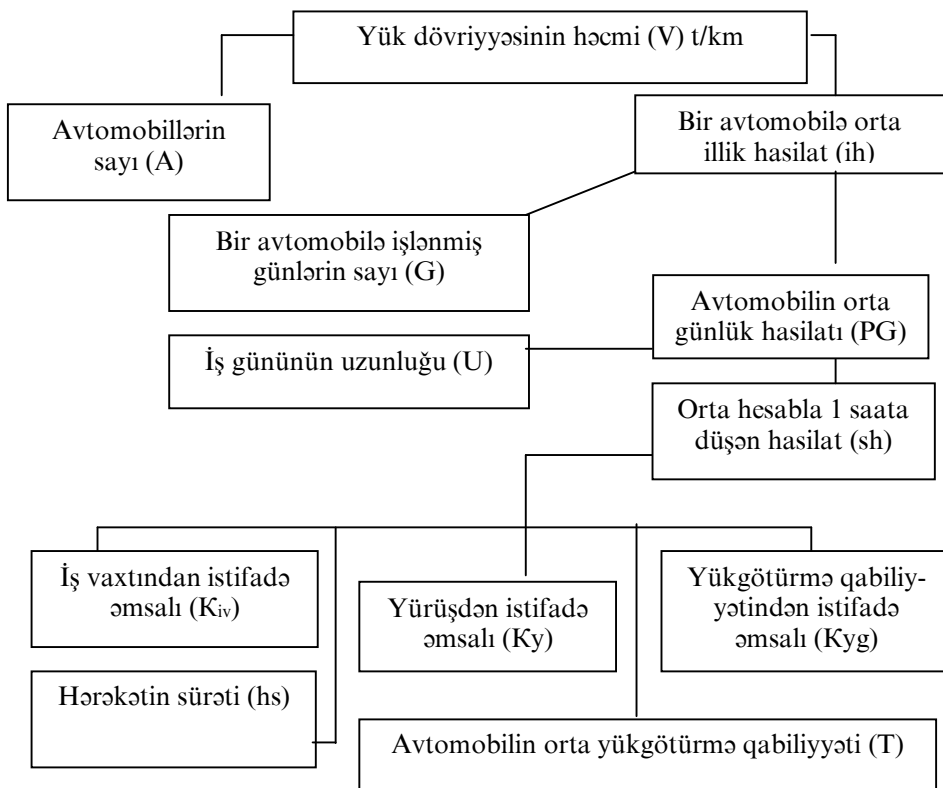 Yük dövriyyəsinin həcmi (V) t/km
Avtomobillərin
sayı (A)
Bir avtomobilə orta
illik hasilat (ih)
Bir avtomobilə işlənmiş
günlərin sayı (G)
Avtomobilin orta
günlük hasilatı (PG)
İş gününün uzunluğu (U)
Orta hesabla 1 saata
düşən hasilat (sh)
İş vaxtından istifadə
əmsalı (Kiv)
Yürüşdən istifadə
əmsalı (Ky)
Yükgötürmə qabiliy-
yətindən istifadə
əmsalı (Kyg)
Hərəkətin sürəti (hs)
Avtomobilin orta yükgötürmə qabiliyyəti (T)